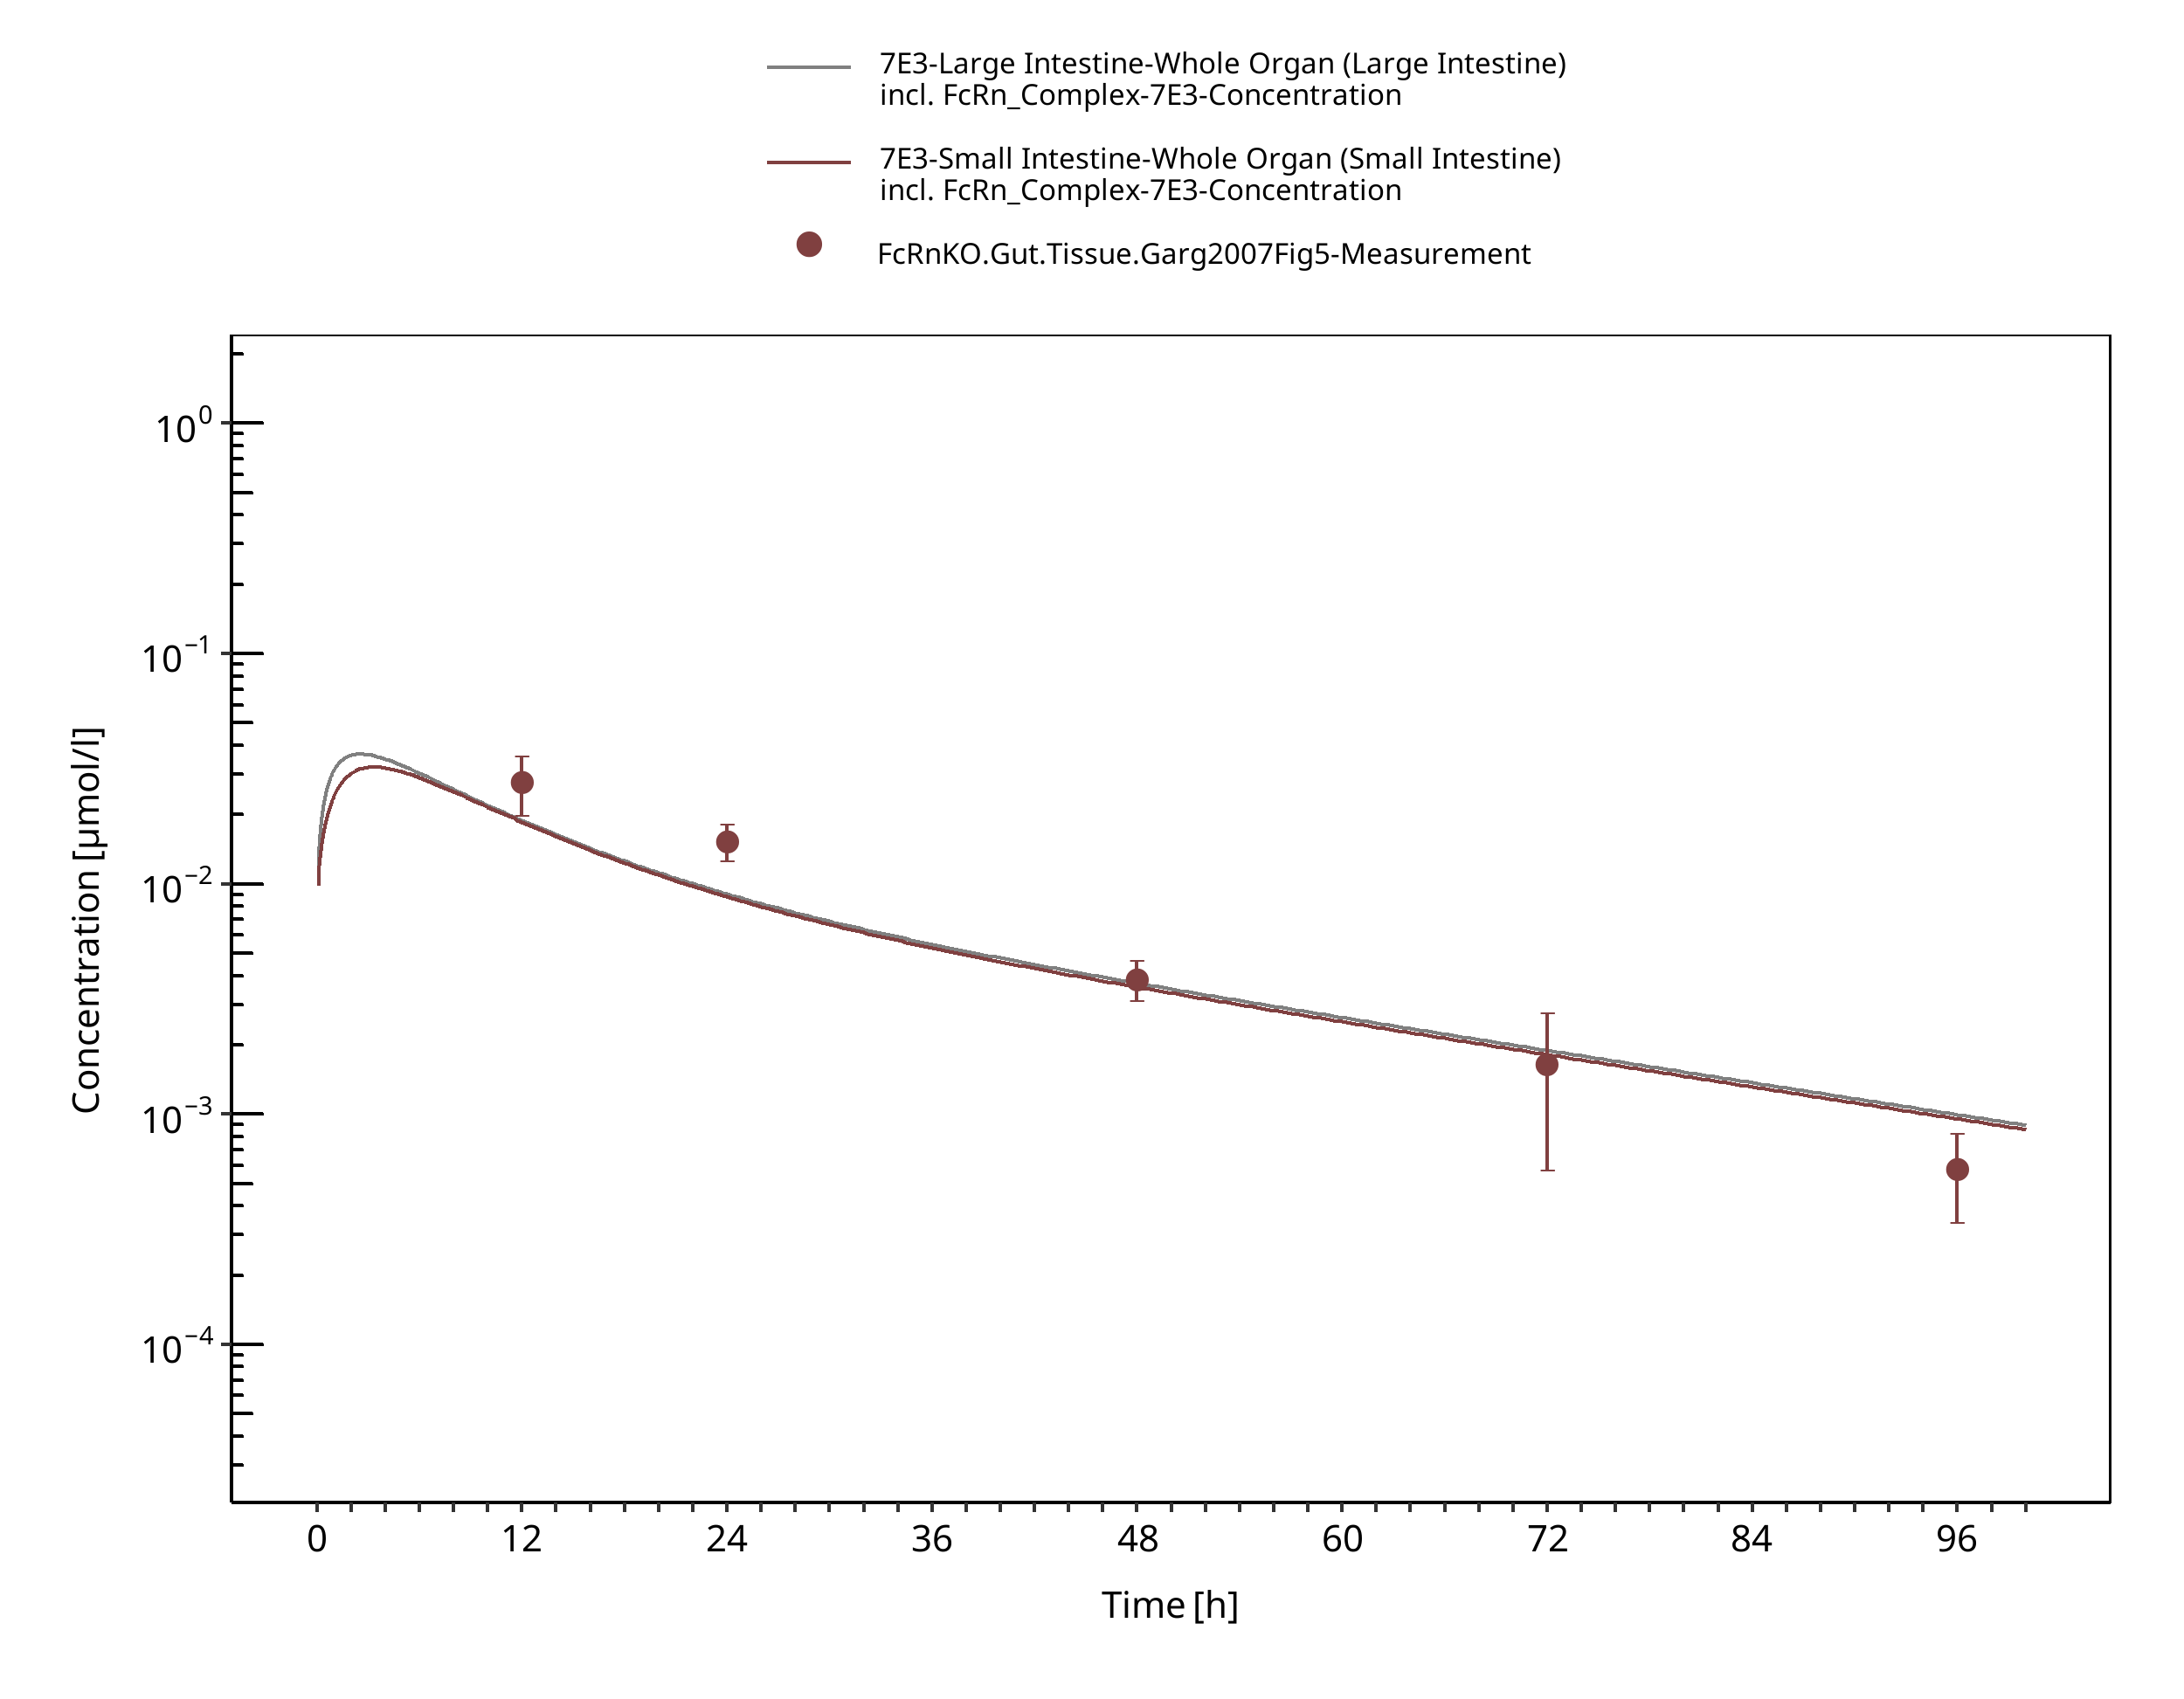 7E3-Large Intestine-Whole Organ (Large Intestine)
incl. FcRn_Complex-7E3-Concentration
7E3-Small Intestine-Whole Organ (Small Intestine)
incl. FcRn_Complex-7E3-Concentration
FcRnKO.Gut.Tissue.Garg2007Fig5-Measurement
Concentration [µmol/l]
10⁰
10⁻¹
10⁻²
10⁻³
10⁻⁴
0 12 24 36 48 60 72 84 96
Time [h]